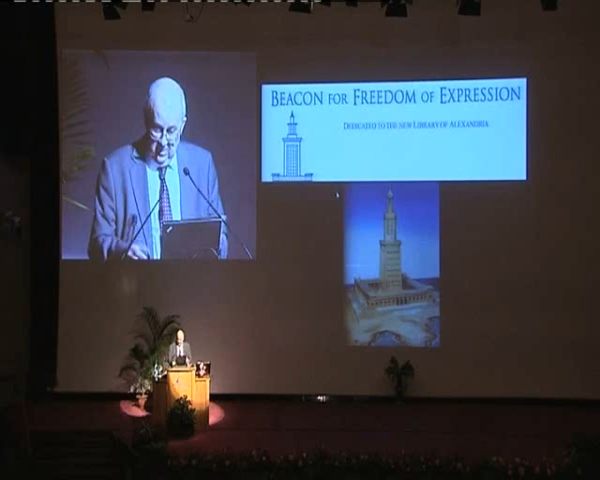 BEACON FOR FREEDOM OF EXPRESSION
DEDICATED TO THE NEW LIBRARY OF ALEXANDRIA